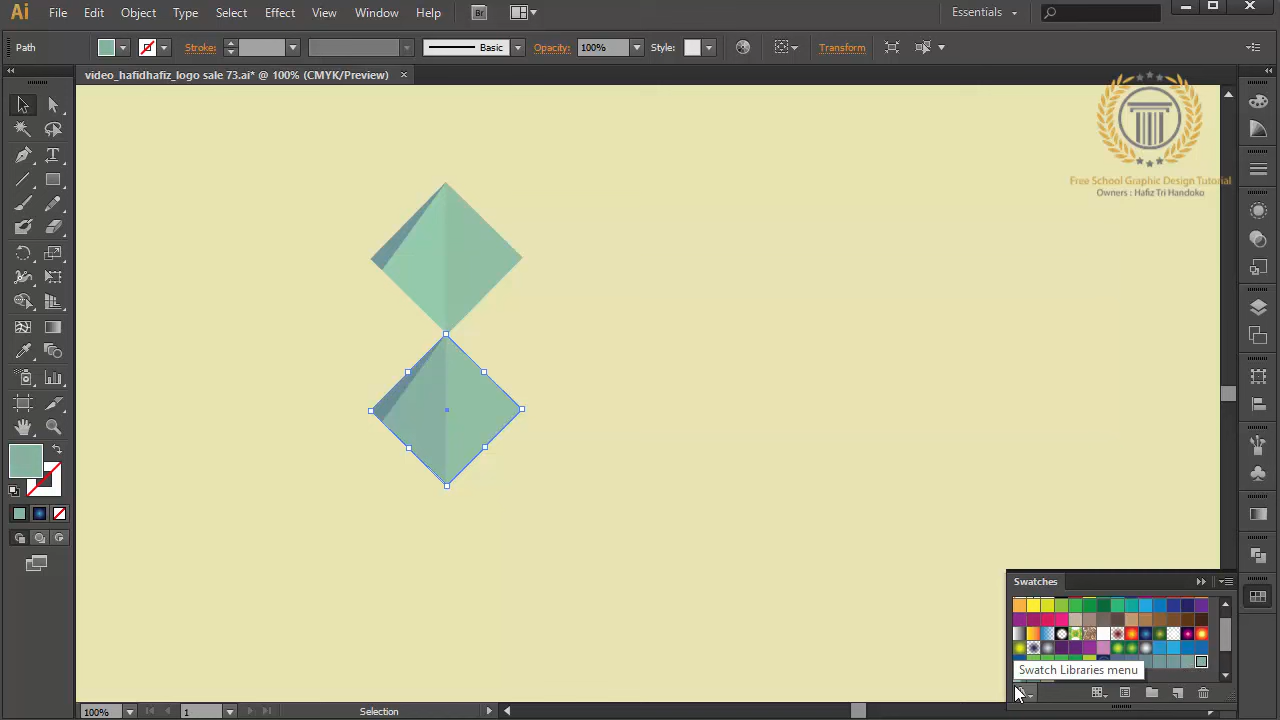 Ai File Edit Object Type Select Effect View Window Help Br Essentials
Path Stroke: Basic Opacity: 100% Style: Transform
video_hafidhafiz_logo sale 73.ai* @ 100% (CMYK/Preview)
Free School Graphic Design Tutorial
Owners : Hafiz Tri Handoko
Swatches
Swatch Libraries menu
100% 1 Selection